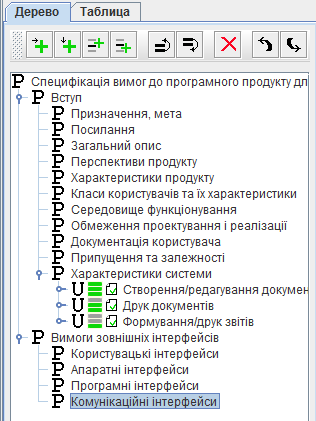 Дерево Таблица
P Специфікація вимог до програмного продукту дл
P Вступ
P Призначення, мета
P Посилання
P Загальний опис
P Перспективи продукту
P Характеристики продукту
P Класи користувачів та їх характеристики
P Середовище функціонування
P Обмеження проектування і реалізації
P Документація користувача
P Припущення та залежності
P Характеристики системи
U Створення/редагування докумен
U Друк документів
U Формування/друк звітів
P Вимоги зовнішніх інтерфейсів
P Користувацькі інтерфейси
P Апаратні інтерфейси
P Програмні інтерфейси
P Комунікаційні інтерфейси